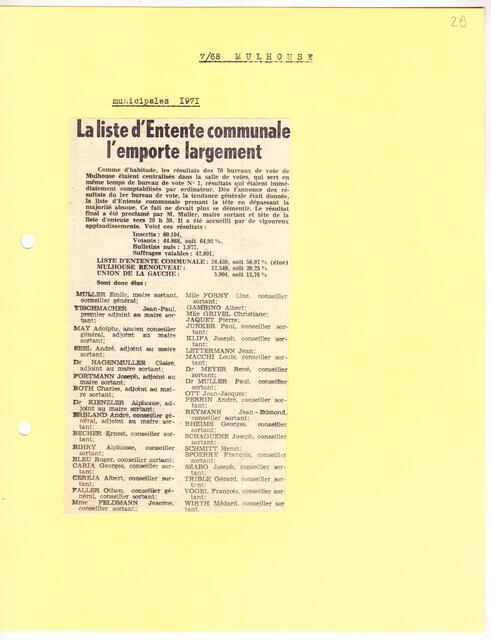 29
7/68 MULHOUSE
municipales 1971
La liste d'Entente communale
l'emporte largement
Comme d'habitude, les résultats des 70 bureaux de vote de
Mulhouse étaient centralisés dans la salle de votes, qui sert en
même temps de bureau de vote N° 1, résultats qui étaient immé-
diatement comptabilisés par ordinateur. Dès l'annonce des ré-
sultats du 1er bureau de vote, la tendance générale était donnée,
la liste d'Entente communale prenant la tête en dépassant la
majorité absolue. Ce fait ne devait plus se démentir. Le résultat
final a été proclamé par M. Muller, maire sortant et tête de la
liste d'entente vers 20 h 30. Il a été accueilli par de vigoureux
applaudissements. Voici ces résultats :
Inscrits : 69.104,
Votants : 44.868, soit 64,92 %.
Bulletins nuls : 1.977.
Suffrages valables : 42.891.
LISTE D'ENTENTE COMMUNALE : 24.439, soit 56,97 % (élue)
MULHOUSE RENOUVEAU : 12.548, soit 29,25 %
UNION DE LA GAUCHE : 5.904, soit 13,76 %
Sont donc élus :
MULLER Emile, maire sortant,
conseiller général;
TISCHMACHER Jean-Paul,
premier adjoint au maire sor-
tant;
MAY Adolphe, ancien conseiller
général, adjoint au maire
sortant;
SEEL André, adjoint au maire
sortant;
Dr HAGENMULLER Claire,
adjoint au maire sortant;
PORTMANN Joseph, adjoint au
maire sortant;
ROTH Charles, adjoint au mai-
re sortant;
Dr KIENZLER Alphonse, ad-
joint au maire sortant;
ERBLAND André, conseiller gé-
néral, adjoint au maire sor-
tant;
BECHER Ernest, conseiller sor-
tant;
BIHRY Alphonse, conseiller sor-
tant;
BLEU Roger, conseiller sortant;
CARIA Georges, conseiller sor-
tant;
CEREJA Albert, conseiller sor-
tant;
FALLER Othon, conseiller gé-
néral, conseiller sortant;
Mme FELDMANN Jeanine,
conseiller sortant;
Mlle FORNY Line, conseiller
sortant;
GAMBINO Albert;
Mlle GRIVEL Christiane;
JAQUET Pierre;
JUNKER Paul, conseiller sor-
tant;
KLIFA Joseph, conseiller sor-
tant;
LETTERMANN Jean;
MACCHI Louis, conseiller sor-
tant;
Dr MEYER René, conseiller
sortant;
Dr MULLER Paul, conseiller
sortant;
OTT Jean-Jacques;
PERRIN André, conseiller sor-
tant;
REYMANN Jean-Edmond,
conseiller sortant;
RHEIMS Georges, conseiller
sortant;
SCHAGUENE Joseph, conseiller
sortant;
SCHMITT Henri;
SPOERRY François, conseiller
sortant;
SZABO Joseph, conseiller sor-
tant;
TRIBLE Gérard, conseiller sor-
tant;
VOGEL François, conseiller sor-
tant;
WIRTH Médard, conseiller sor-
tant.